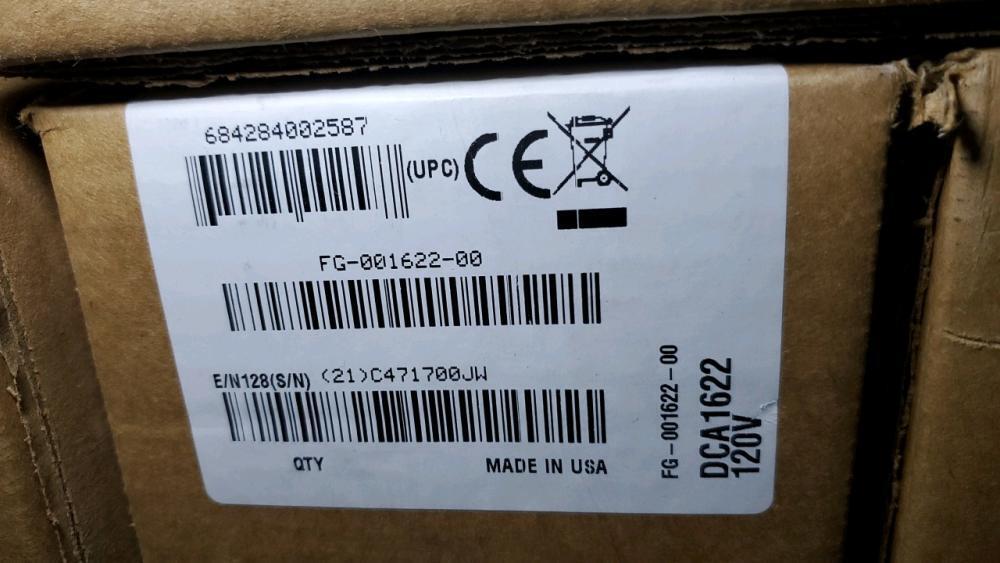 684284002587
(UPC) CE
FG-001622-00
E/N128(S/N) (21)C471700JW
QTY MADE IN USA
FG-001622-00
DCA1622
120V